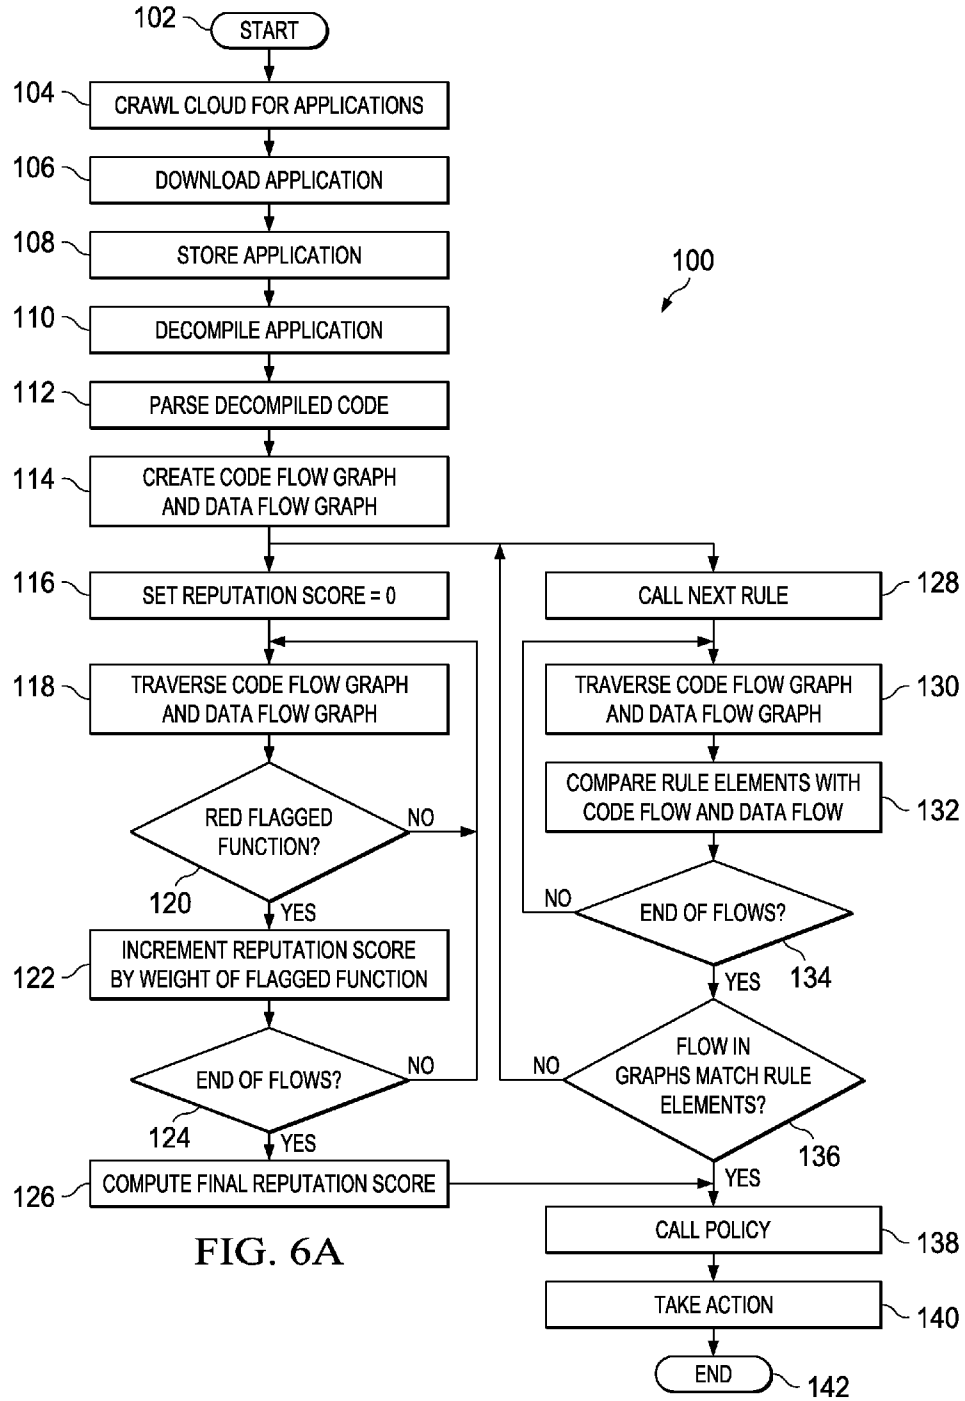 102
START
104
CRAWL CLOUD FOR APPLICATIONS
106
DOWNLOAD APPLICATION
108
STORE APPLICATION
100
110
DECOMPILE APPLICATION
112
PARSE DECOMPILED CODE
114
CREATE CODE FLOW GRAPH
AND DATA FLOW GRAPH
116
SET REPUTATION SCORE = 0
118
TRAVERSE CODE FLOW GRAPH
AND DATA FLOW GRAPH
RED FLAGGED
FUNCTION?
NO
120
YES
122
INCREMENT REPUTATION SCORE
BY WEIGHT OF FLAGGED FUNCTION
END OF FLOWS?
NO
124
YES
126
COMPUTE FINAL REPUTATION SCORE
CALL NEXT RULE
128
TRAVERSE CODE FLOW GRAPH
AND DATA FLOW GRAPH
130
COMPARE RULE ELEMENTS WITH
CODE FLOW AND DATA FLOW
132
NO
END OF FLOWS?
134
YES
NO
FLOW IN
GRAPHS MATCH RULE
ELEMENTS?
136
YES
CALL POLICY
138
TAKE ACTION
140
END
142
FIG. 6A